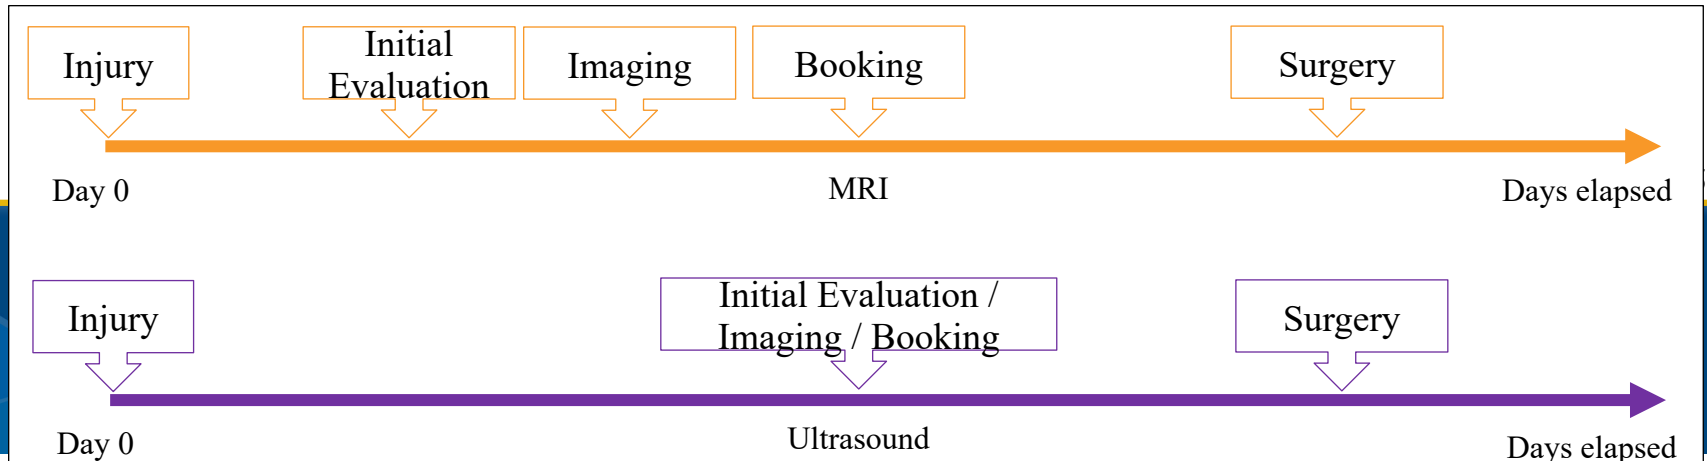 Injury
Initial
Evaluation
Imaging
Booking
Surgery
Day 0
MRI
Days elapsed
Injury
Initial Evaluation /
Imaging / Booking
Surgery
Day 0
Ultrasound
Days elapsed